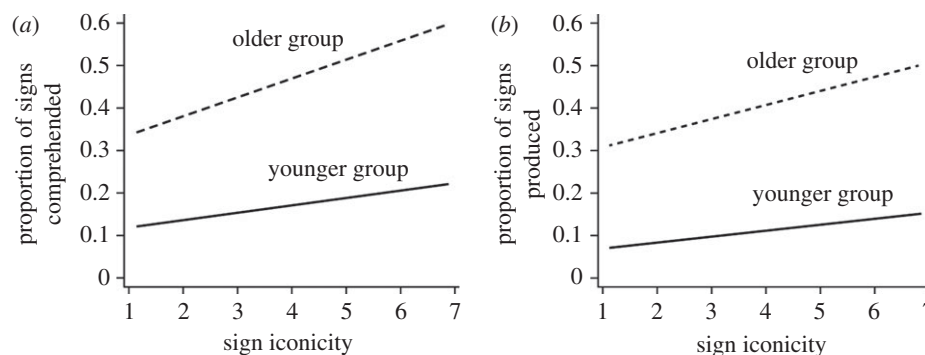 (a)
0.6
0.5
0.4
0.3
0.2
0.1
0
proportion of signs
comprehended
older group
younger group
1 2 3 4 5 6 7
sign iconicity
(b)
0.6
0.5
0.4
0.3
0.2
0.1
0
proportion of signs
produced
older group
younger group
1 2 3 4 5 6 7
sign iconicity